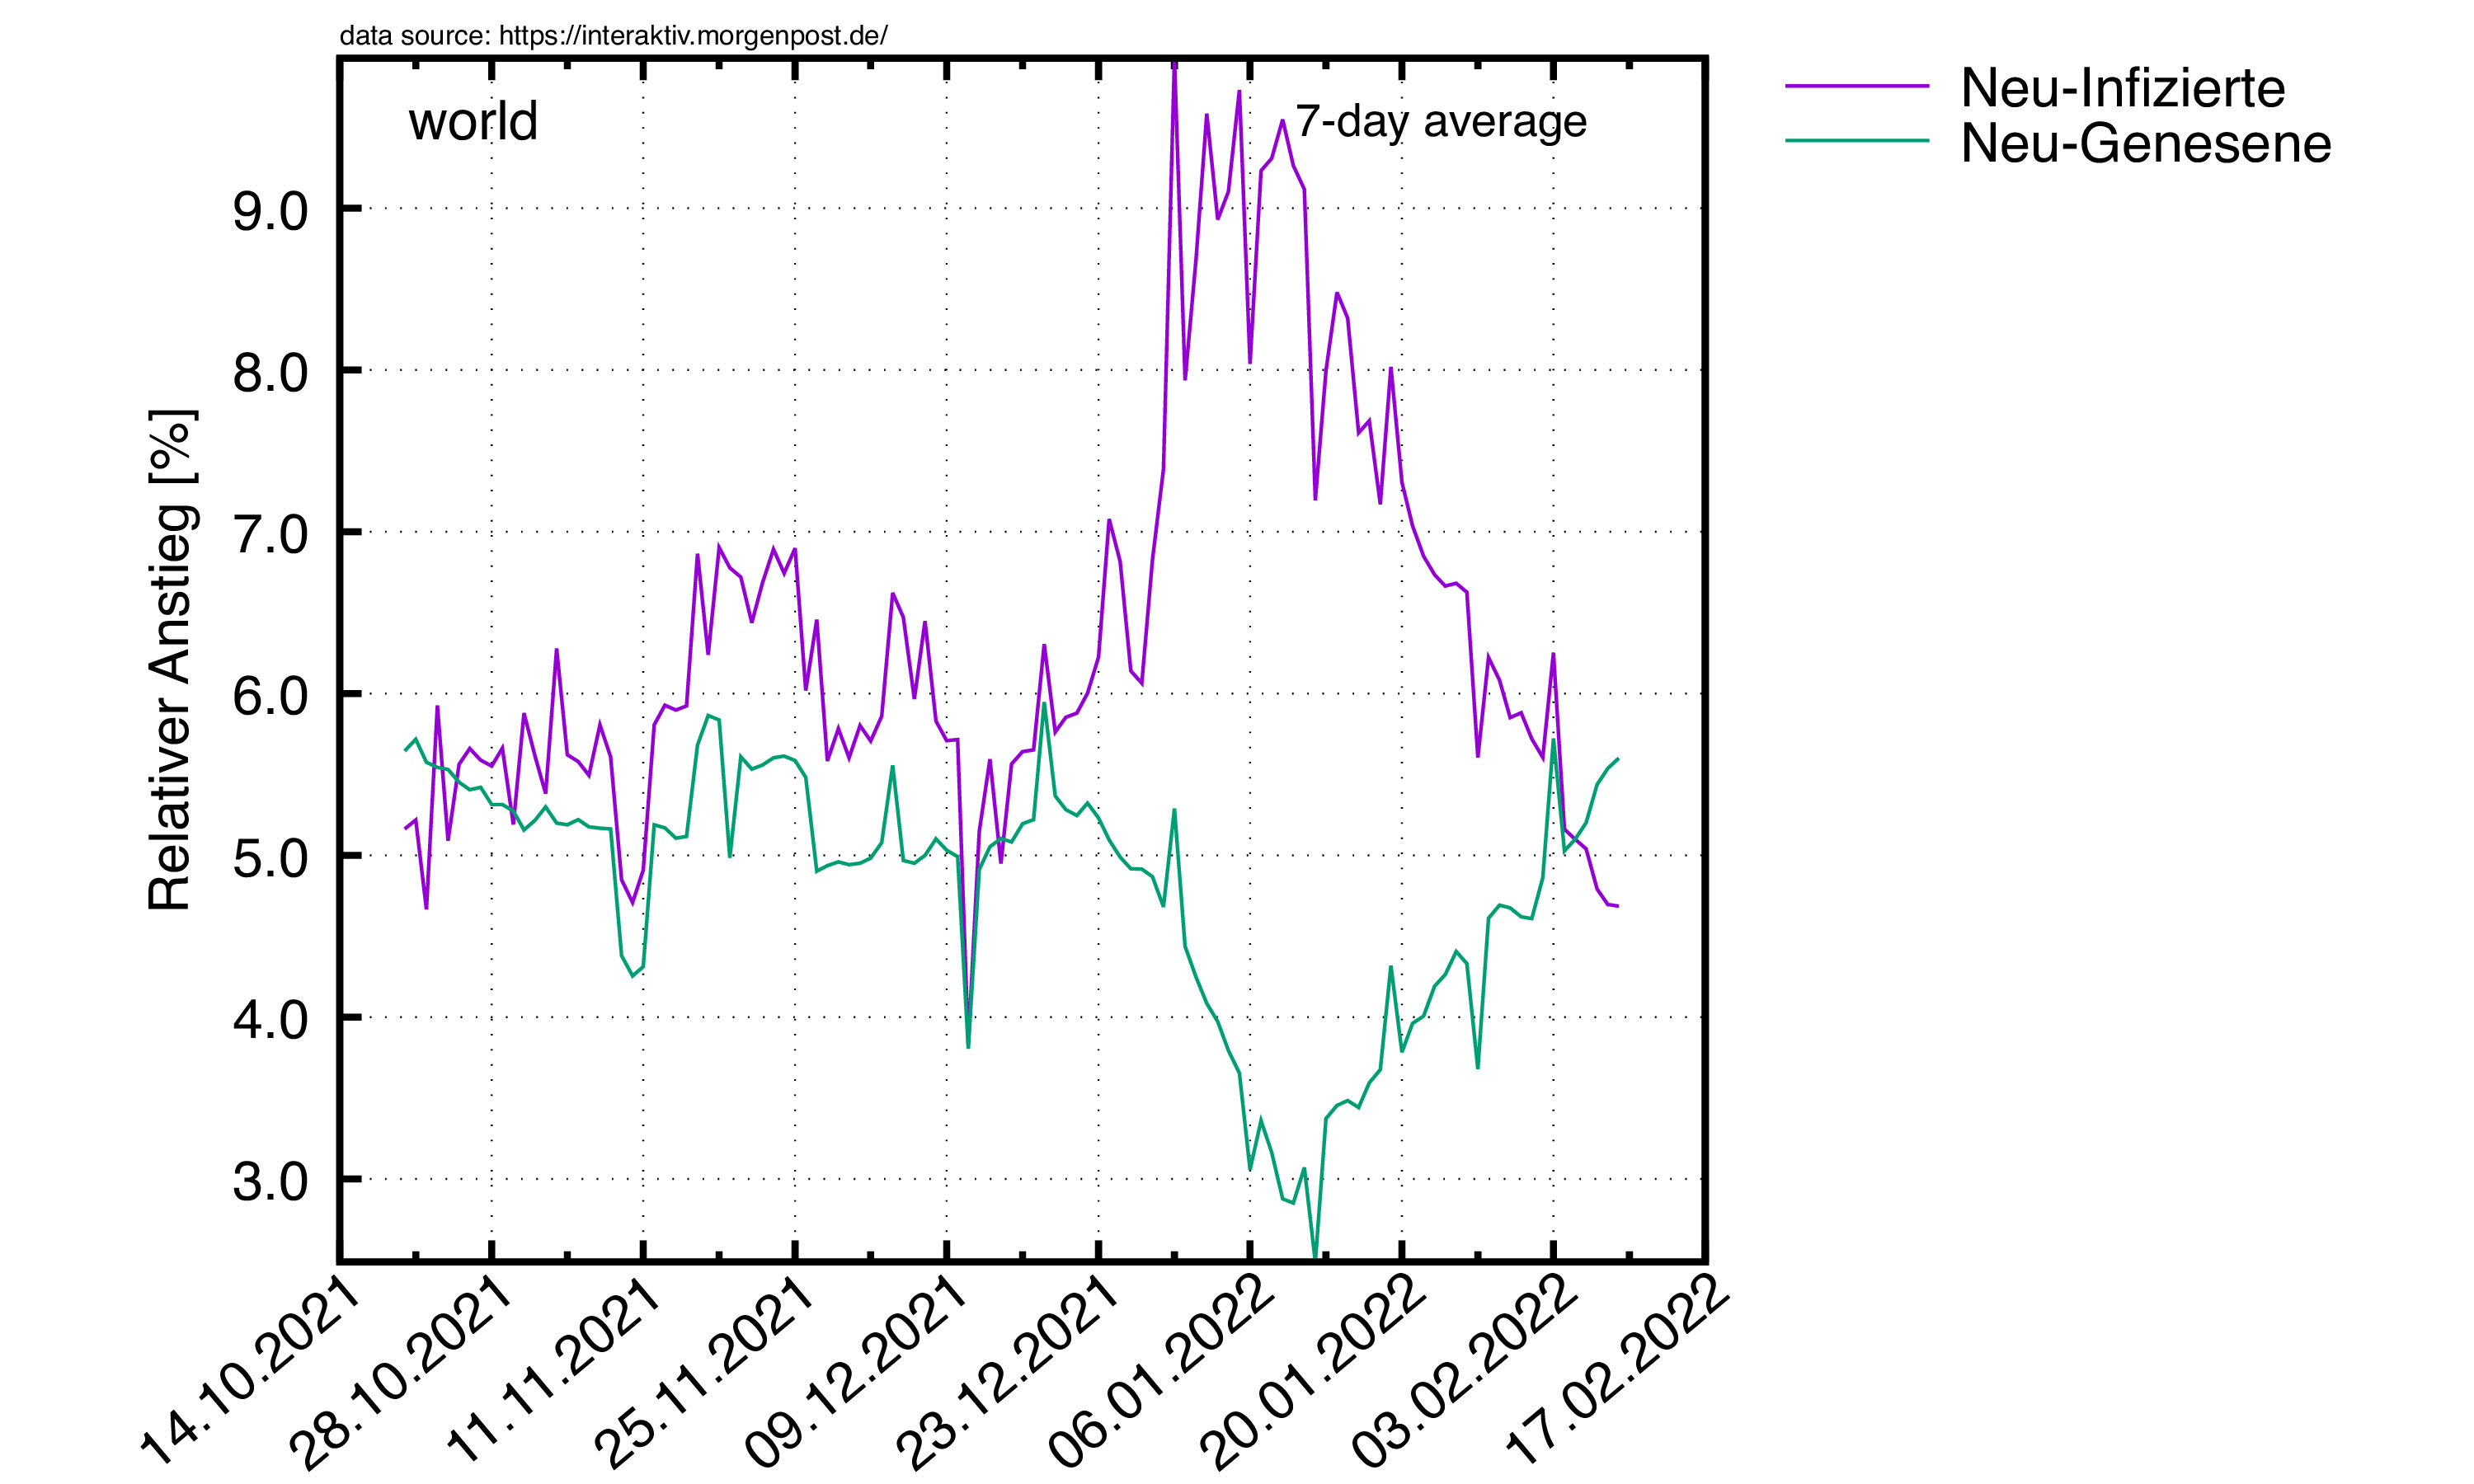 data source: https://interaktiv.morgenpost.de/
world
7-day average
Neu-Infizierte
Neu-Genesene
Relativer Anstieg [%]
9.0
8.0
7.0
6.0
5.0
4.0
3.0
14.10.2021
28.10.2021
11.11.2021
25.11.2021
09.12.2021
23.12.2021
06.01.2022
20.01.2022
03.02.2022
17.02.2022